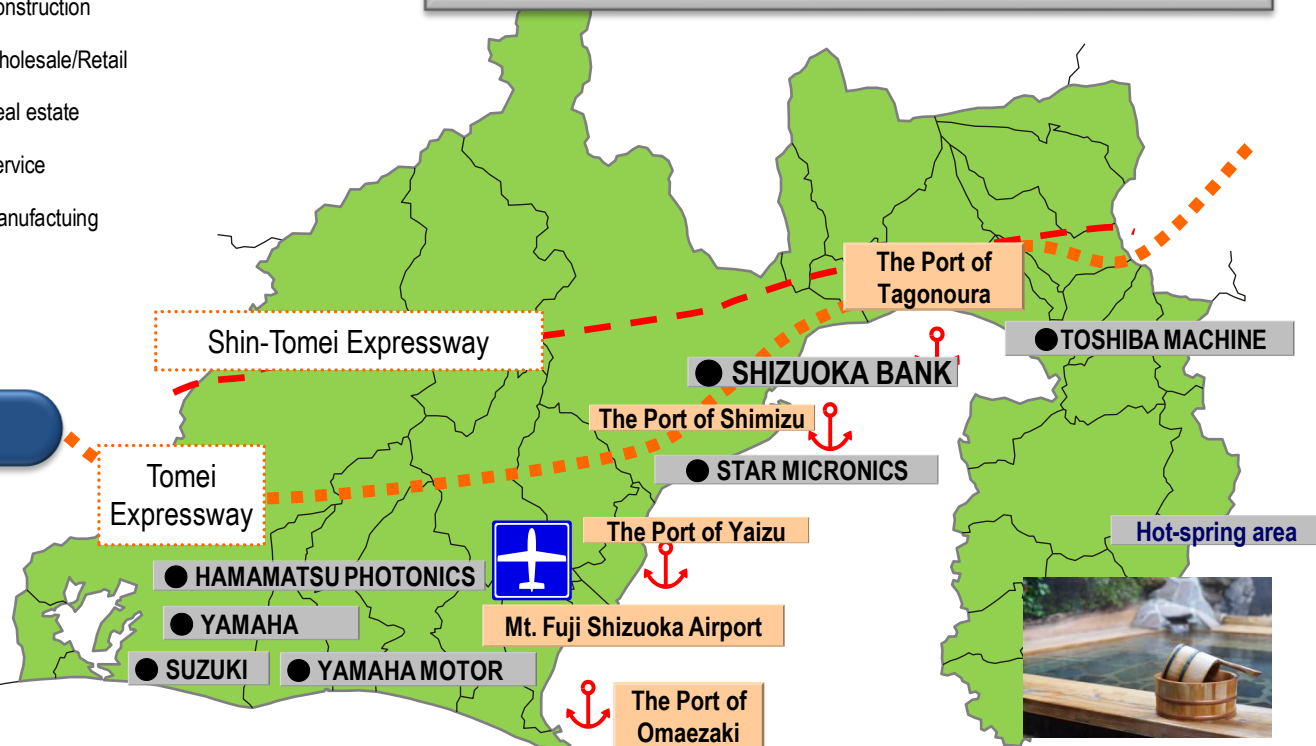 onstruction
holesale/Retail
eal estate
ervice
anufactuing
The Port of
Tagonoura
Shin-Tomei Expressway
TOSHIBA MACHINE
SHIZUOKA BANK
The Port of Shimizu
STAR MICRONICS
Tomei
Expressway
The Port of Yaizu
Hot-spring area
HAMAMATSU PHOTONICS
YAMAHA
Mt. Fuji Shizuoka Airport
SUZUKI
YAMAHA MOTOR
The Port of
Omaezaki